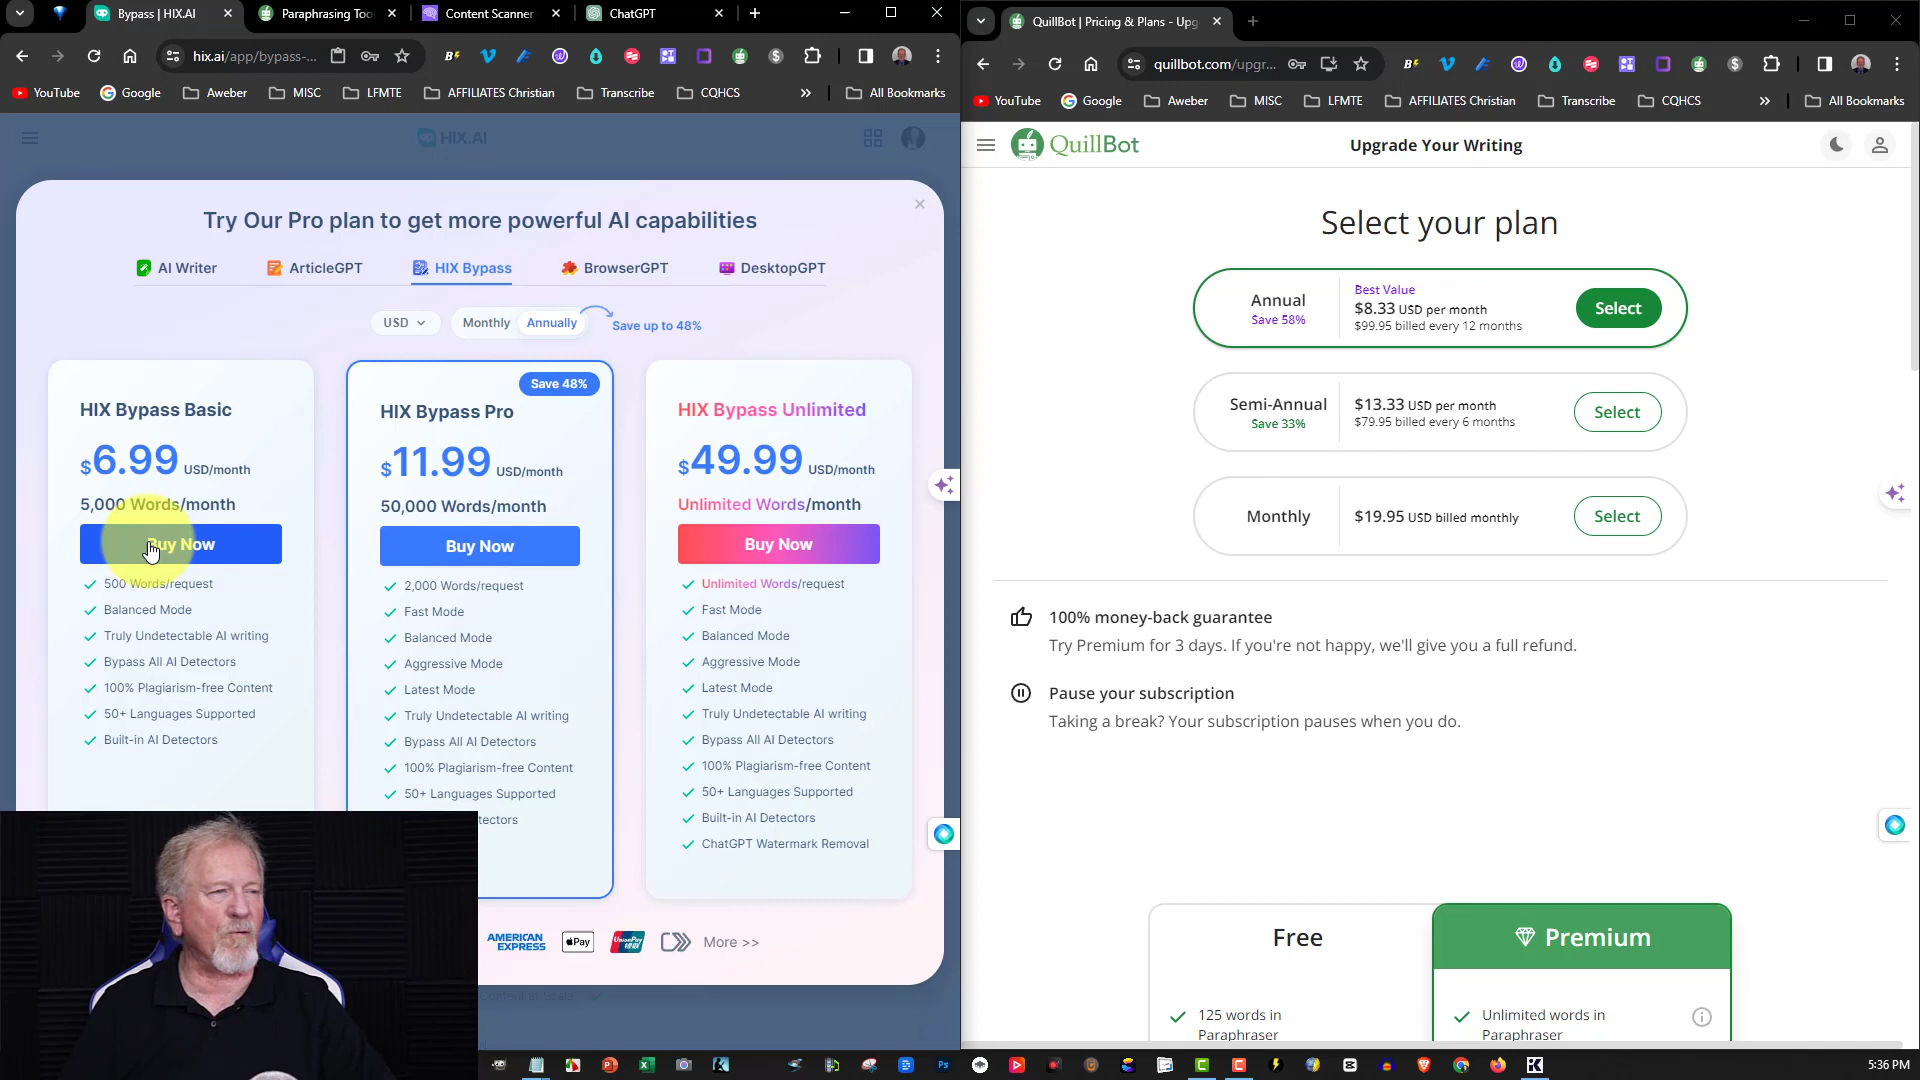 Bypass | HIX.AI
Paraphrasing Too
Content Scanner
ChatGPT
hix.ai/app/bypass-...
YouTube
Google
Aweber
MISC
LFMTE
AFFILIATES Christian
Transcribe
CQHCS
»
All Bookmarks
HIX.AI
Try Our Pro plan to get more powerful AI capabilities
AI Writer
ArticleGPT
HIX Bypass
BrowserGPT
DesktopGPT
USD
Monthly
Annually
Save up to 48%
HIX Bypass Basic
$6.99 USD/month
5,000 Words/month
Buy Now
500 Words/request
Balanced Mode
Truly Undetectable AI writing
Bypass All AI Detectors
100% Plagiarism-free Content
50+ Languages Supported
Built-in AI Detectors
Save 48%
HIX Bypass Pro
$11.99 USD/month
50,000 Words/month
Buy Now
2,000 Words/request
Fast Mode
Balanced Mode
Aggressive Mode
Latest Mode
Truly Undetectable AI writing
Bypass All AI Detectors
100% Plagiarism-free Content
50+ Languages Supported
tectors
HIX Bypass Unlimited
$49.99 USD/month
Unlimited Words/month
Buy Now
Unlimited Words/request
Fast Mode
Balanced Mode
Aggressive Mode
Latest Mode
Truly Undetectable AI writing
Bypass All AI Detectors
100% Plagiarism-free Content
50+ Languages Supported
Built-in AI Detectors
ChatGPT Watermark Removal
AMERICAN EXPRESS
Pay
UnionPay
More >>
QuillBot | Pricing & Plans - Upg
quillbot.com/upgr...
YouTube
Google
Aweber
MISC
LFMTE
AFFILIATES Christian
Transcribe
CQHCS
»
All Bookmarks
QuillBot
Upgrade Your Writing
Select your plan
Annual
Save 58%
Best Value
$8.33 USD per month
$99.95 billed every 12 months
Select
Semi-Annual
Save 33%
$13.33 USD per month
$79.95 billed every 6 months
Select
Monthly
$19.95 USD billed monthly
Select
100% money-back guarantee
Try Premium for 3 days. If you're not happy, we'll give you a full refund.
Pause your subscription
Taking a break? Your subscription pauses when you do.
Free
125 words in
Paraphraser
Premium
Unlimited words in
Paraphraser
5:36 PM